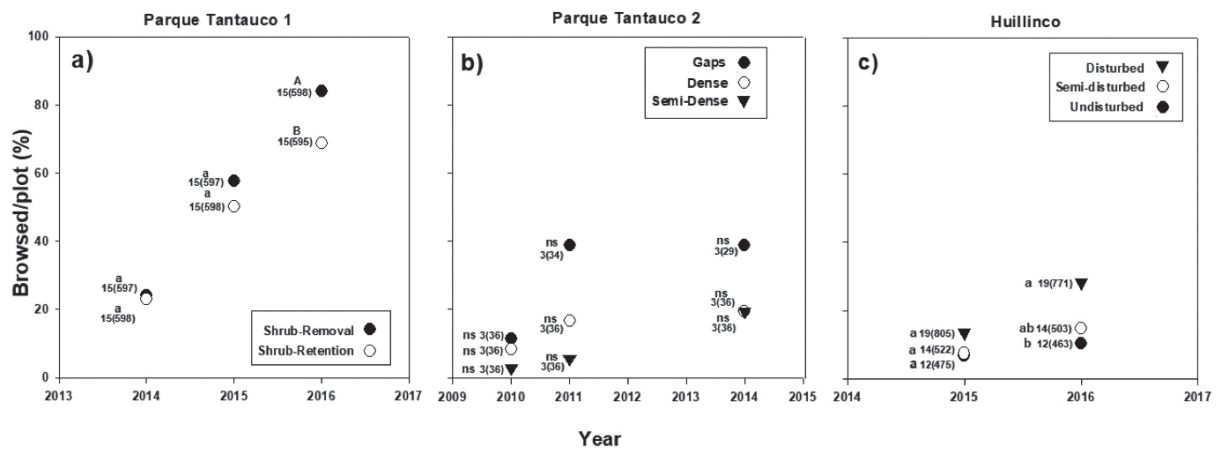 Parque Tantauco 1
Parque Tantauco 2
Huillinco
Browsed/plot (%)
100
80
60
40
20
0
a)
A
15(598)
B
15(595)
a
15(597)
a
15(598)
a
15(597)
a
15(598)
Shrub-Removal
Shrub-Retention
2013
2014
2015
2016
2017
b)
Gaps
Dense
Semi-Dense
ns
3(34)
ns
3(29)
ns
3(36)
ns
3(36)
ns 3(36)
ns 3(36)
ns 3(36)
ns
3(36)
ns
3(36)
2009
2010
2011
2012
2013
2014
2015
c)
Disturbed
Semi-disturbed
Undisturbed
a 19(771)
ab 14(503)
b 12(463)
a 19(805)
a 14(522)
a 12(475)
2014
2015
2016
2017
Year